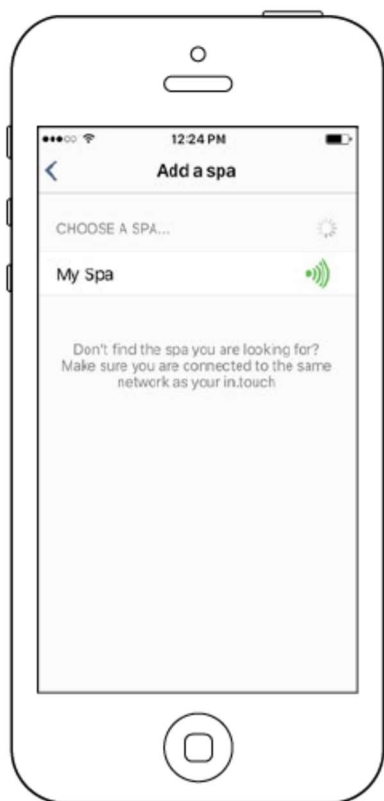 12:24 PM
Add a spa
CHOOSE A SPA...
My Spa
Don't find the spa you are looking for?
Make sure you are connected to the same
network as your in.touch